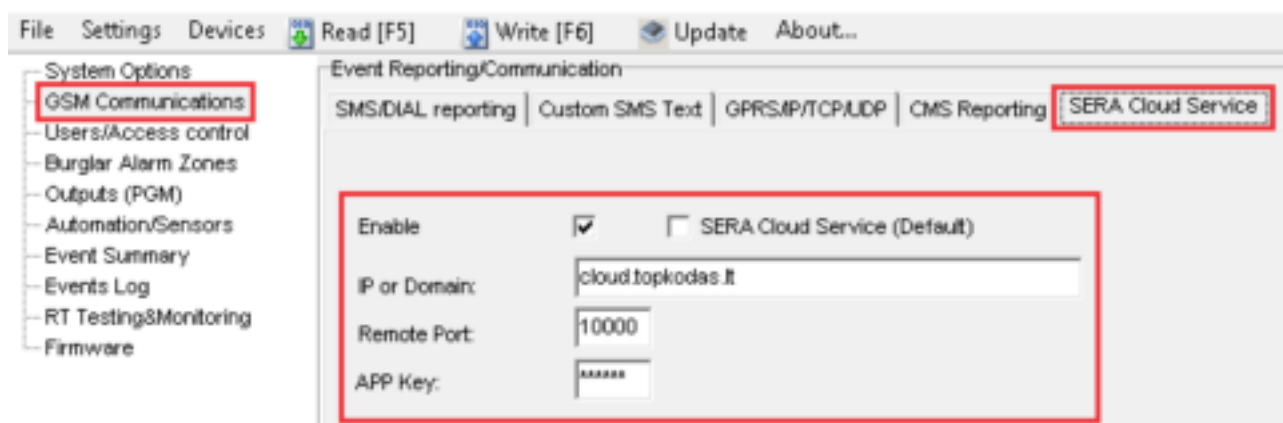 File Settings Devices Read [F5] Write [F6] Update About...
System Options
GSM Communications
Users/Access control
Burglar Alarm Zones
Outputs (PGM)
Automation/Sensors
Event Summary
Events Log
RT Testing&Monitoring
Firmware
Event Reporting/Communication
SMS/DIAL reporting Custom SMS Text GPRS/IP/TCP/UDP CMS Reporting SERA Cloud Service
Enable SERA Cloud Service (Default)
IP or Domain: cloud.topkodas.lt
Remote Port: 10000
APP Key: ******